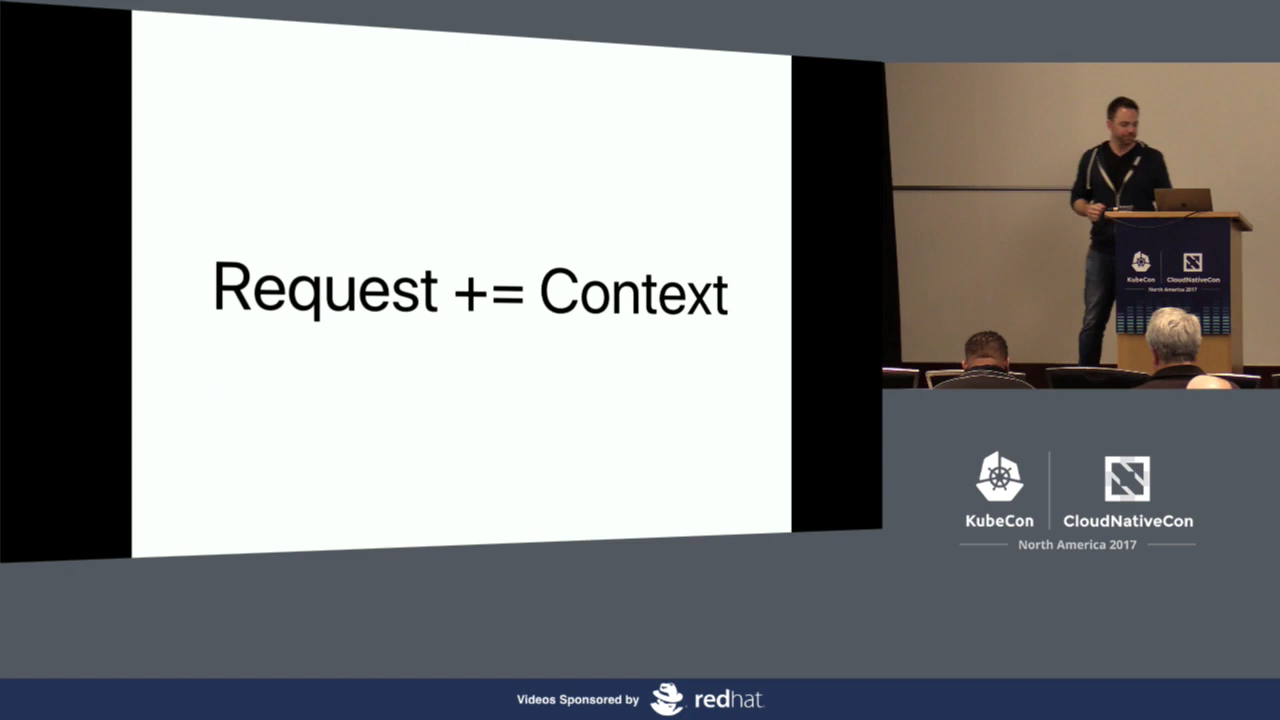 Request += Context
KubeCon
CloudNativeCon
North America 2017
KubeCon
CloudNativeCon
North America 2017
Videos Sponsored by
redhat